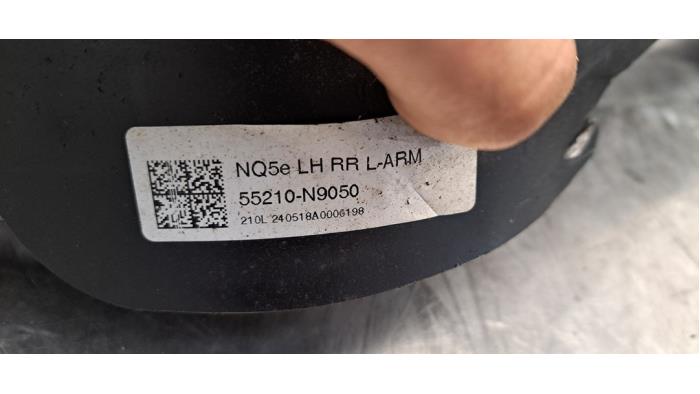 NQ5e LH RR L-ARM
55210-N9050
210L 240518A0006198